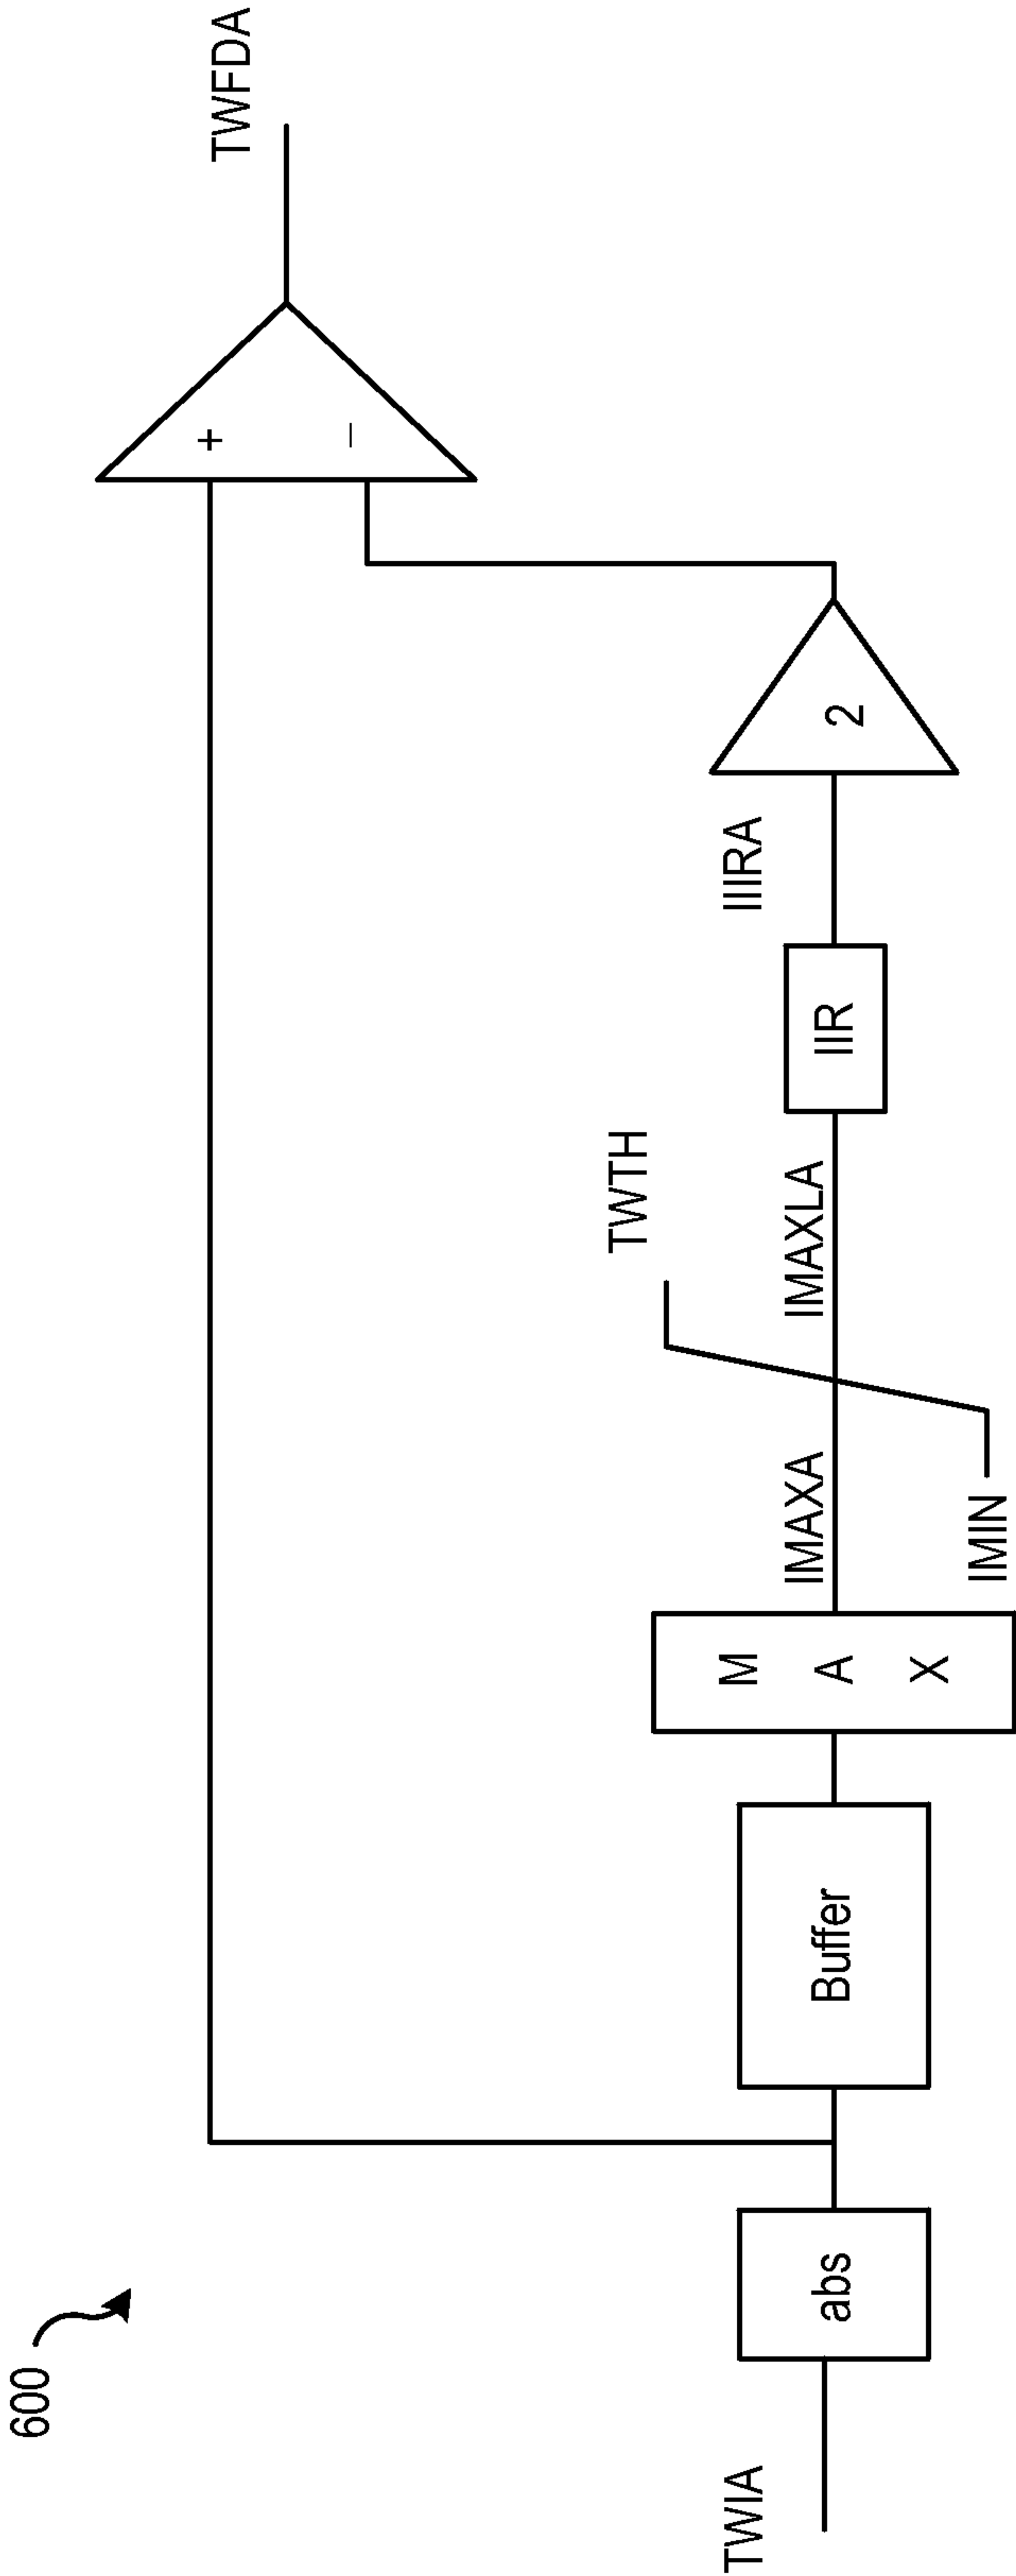 600
TWFDA
+
−
TWTH
TWIA
abs
Buffer
M
A
X
IMAXA
IMAXLA
IIR
IIIRA
2
IMIN